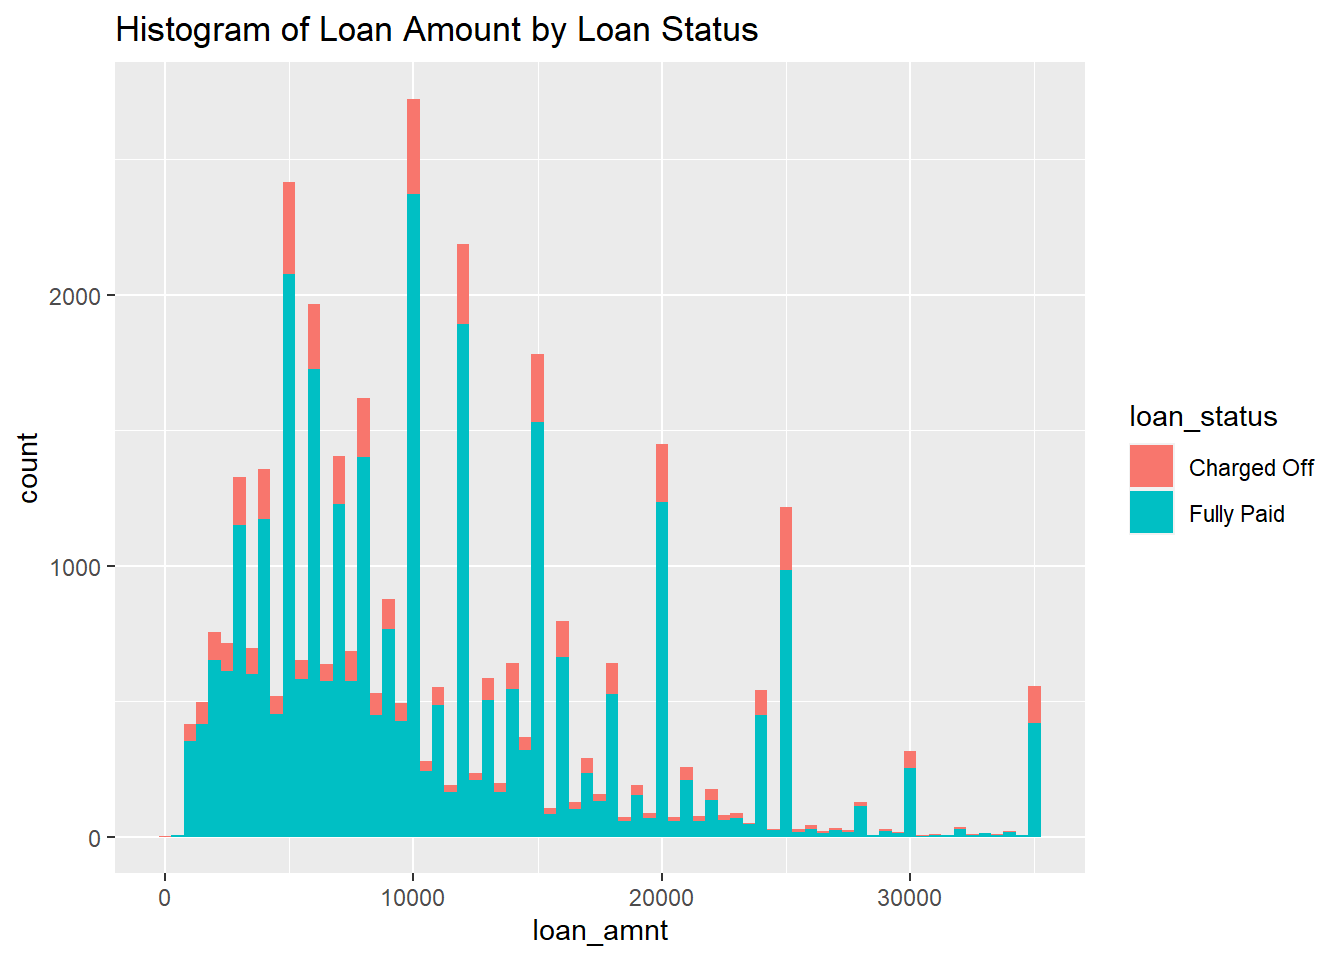 Histogram of Loan Amount by Loan Status
count
2000
1000
0
0 10000 20000 30000
loan_amnt
loan_status
Charged Off
Fully Paid